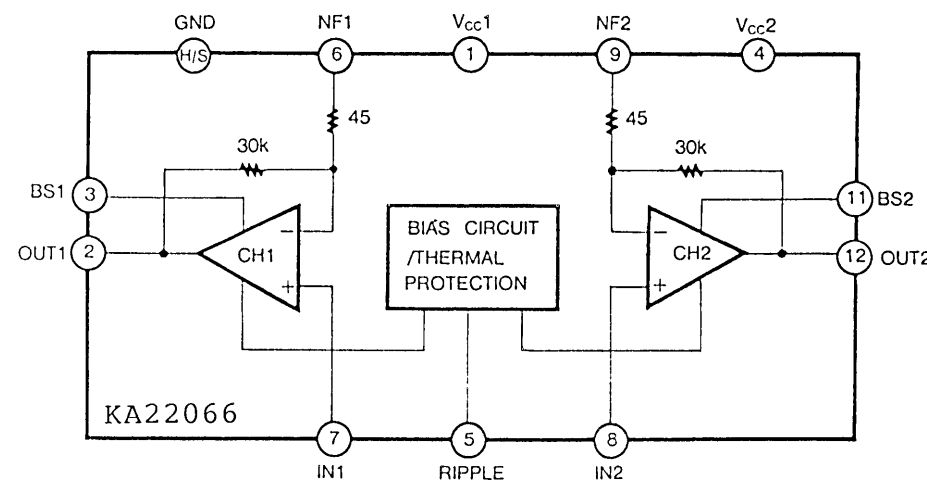 GND
NF1
Vcc1
NF2
Vcc2
H/S
6
1
9
4
45
45
30k
30k
BS1
3
11
BS2
OUT1
2
CH1
−
+
BIAS CIRCUIT
/THERMAL
PROTECTION
CH2
−
+
12
OUT2
KA22066
7
5
8
IN1
RIPPLE
IN2